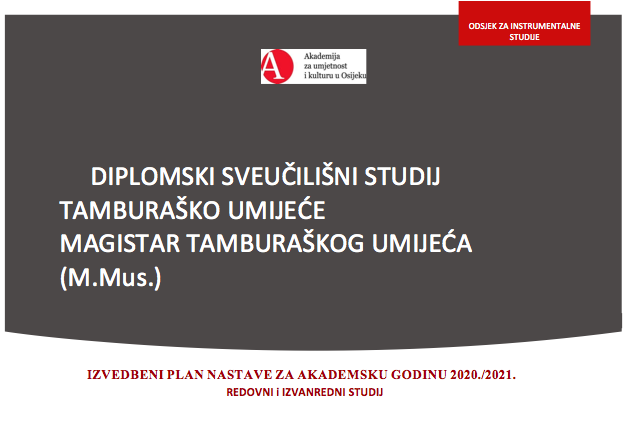 ODSJEK ZA INSTRUMENTALNE
STUDIJE
A
Akademija
za umjetnost
i kulturu u Osijeku
DIPLOMSKI SVEUČILIŠNI STUDIJ
TAMBURAŠKO UMIJEĆE
MAGISTAR TAMBURAŠKOG UMIJEĆA
(M.Mus.)
IZVEDBENI PLAN NASTAVE ZA AKADEMSKU GODINU 2020./2021.
REDOVNI i IZVANREDNI STUDIJ